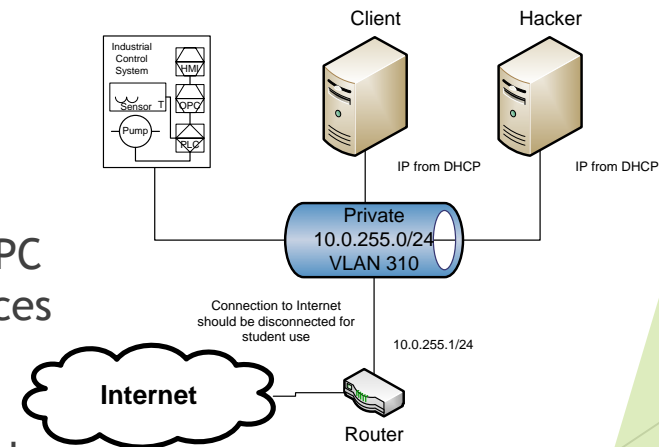 Client
Hacker
Industrial
Control
System
HMI
Sensor T
OPC
Pump
PLC
IP from DHCP
IP from DHCP
Private
10.0.255.0/24
VLAN 310
PC
ces
Connection to Internet
should be disconnected for
student use
10.0.255.1/24
Internet
Router